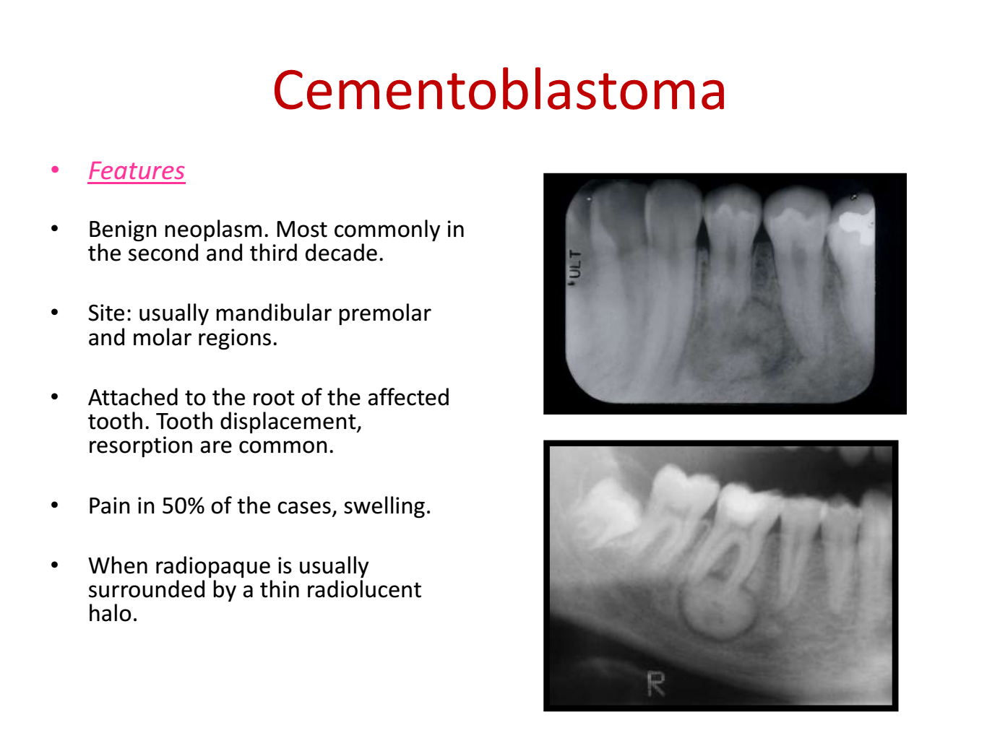 Cementoblastoma
• Features
• Benign neoplasm. Most commonly in
the second and third decade.
• Site: usually mandibular premolar
and molar regions.
• Attached to the root of the affected
tooth. Tooth displacement,
resorption are common.
• Pain in 50% of the cases, swelling.
• When radiopaque is usually
surrounded by a thin radiolucent
halo.
ULT
R